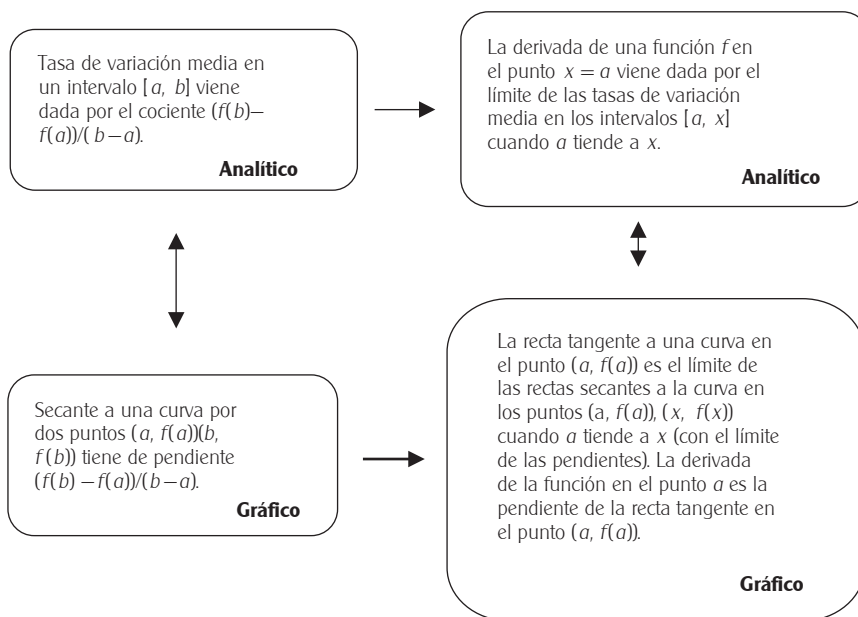 Tasa de variación media en
un intervalo [a, b] viene
dada por el cociente (f(b)–
f(a))/(b – a).
Analítico
La derivada de una función f en
el punto x = a viene dada por el
límite de las tasas de variación
media en los intervalos [a, x]
cuando a tiende a x.
Analítico
Secante a una curva por
dos puntos (a, f(a))(b,
f(b)) tiene de pendiente
(f(b) – f(a))/(b – a).
Gráfico
La recta tangente a una curva en
el punto (a, f(a)) es el límite de
las rectas secantes a la curva en
los puntos (a, f(a)), (x, f(x))
cuando a tiende a x (con el límite
de las pendientes). La derivada
de la función en el punto a es la
pendiente de la recta tangente en
el punto (a, f(a)).
Gráfico